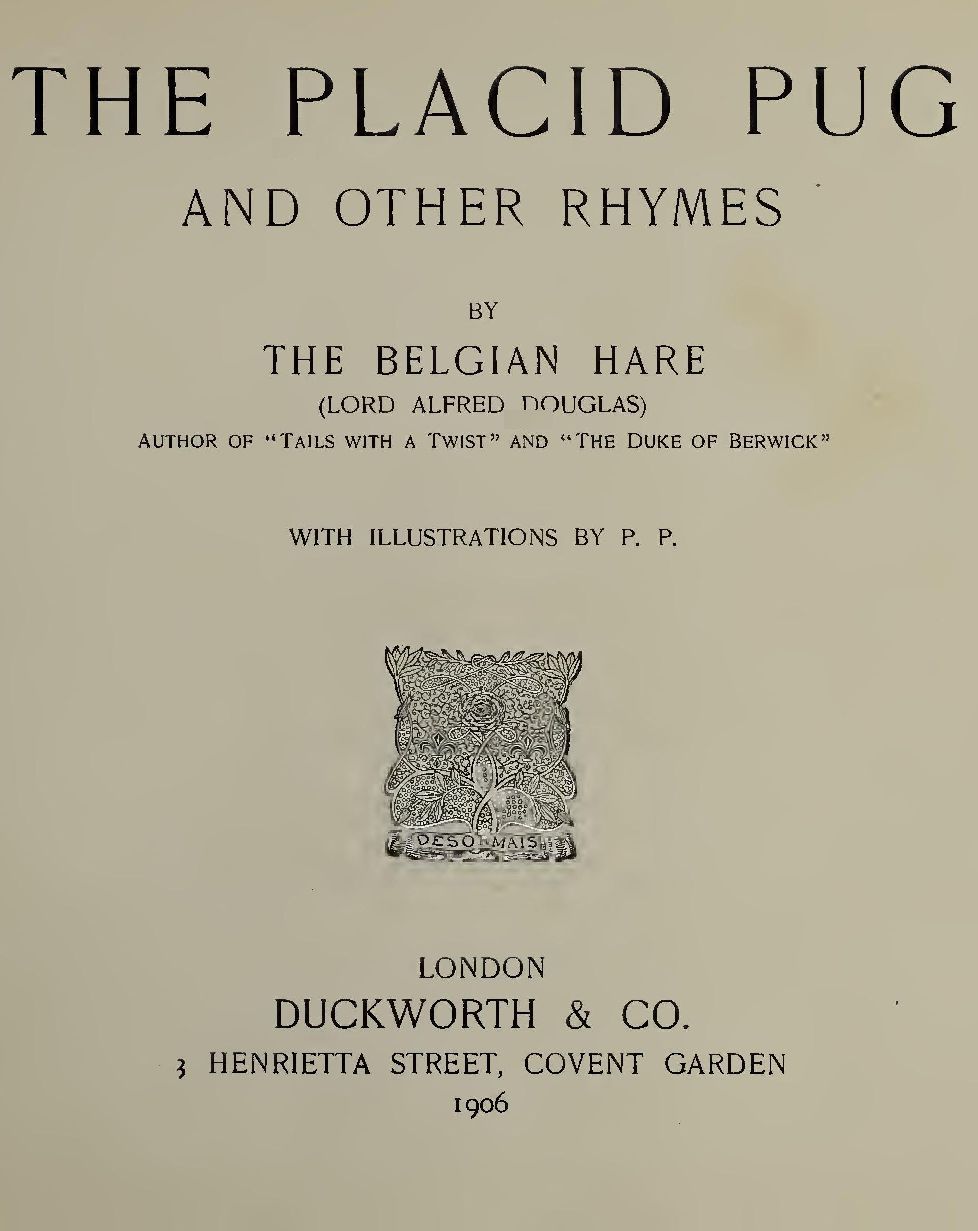 THE PLACID PUG
AND OTHER RHYMES
BY
THE BELGIAN HARE
(LORD ALFRED DOUGLAS)
AUTHOR OF "TAILS WITH A TWIST" AND "THE DUKE OF BERWICK"
WITH ILLUSTRATIONS BY P. P.
DESORMAIS
LONDON
DUCKWORTH & CO.
3 HENRIETTA STREET, COVENT GARDEN
1906